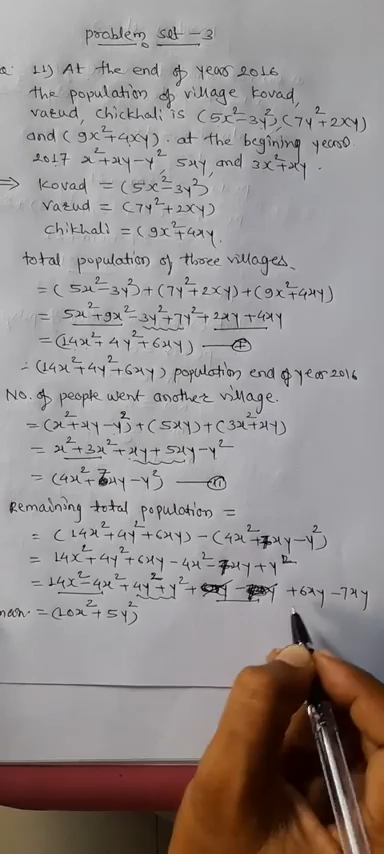 problem set - 3
Q. 11) At the end of year 2016
the population of village Kovad,
varud, chickhali is (5x²-3y²), (7y²+2xy)
and (9x²+4xy). at the begining years
2017 x²+xy-y², 5xy, and 3x²+xy.
⇒ Kovad = (5x²-3y²)
varud = (7y²+2xy)
Chikhali = (9x²+4xy.
total population of three villages.
= (5x²-3y²)+(7y²+2xy)+(9x²+4xy)
= 5x²+9x²-3y²+7y²+2xy+4xy
= (14x²+4y²+6xy) — (I)
∴ (14x²+4y²+6xy) population end of year 2016
No. of people went another village.
= (x²+xy-y²)+(5xy)+(3x²+xy)
= x²+3x²+xy+5xy-y²
= (4x²+7xy-y²) — (II)
Remaining total population =
= (14x²+4y²+6xy)-(4x²+7xy-y²)
= 14x²+4y²+6xy-4x²-7xy+y²
= 14x²-4x²+4y²+y²+6xy-7xy
= (10x²+5y²)